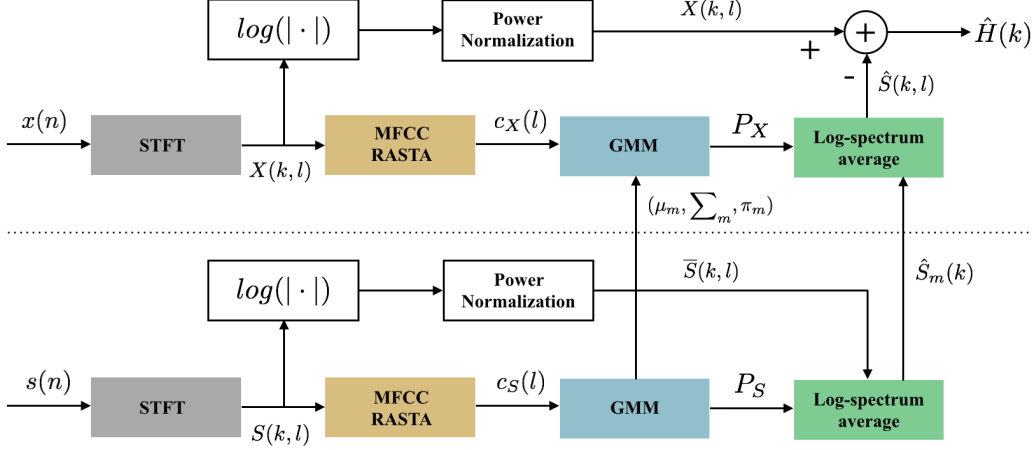 log(| · |)
Power
Normalization
X(k, l)
+
+
-
Ĥ(k)
Ŝ(k, l)
x(n)
STFT
X(k, l)
MFCC
RASTA
c_X(l)
GMM
P_X
Log-spectrum
average
(μ_m, ∑_m, π_m)
log(| · |)
Power
Normalization
S̅(k, l)
Ŝ_m(k)
s(n)
STFT
S(k, l)
MFCC
RASTA
c_S(l)
GMM
P_S
Log-spectrum
average